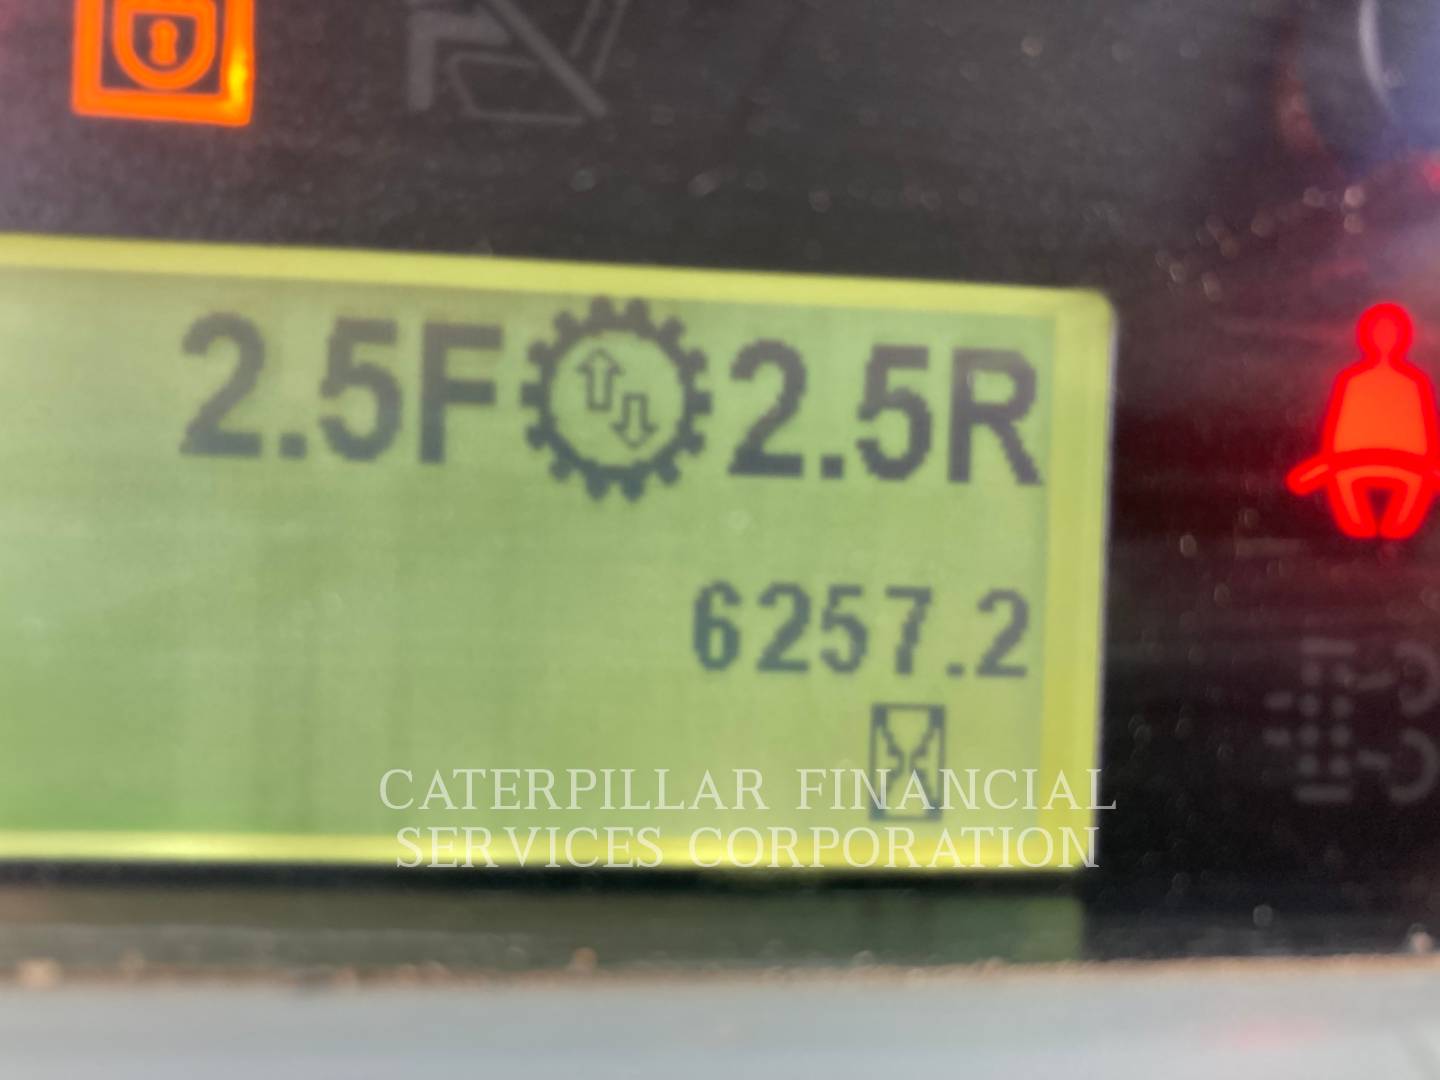 2.5F 2.5R
6257.2
CATERPILLAR FINANCIAL
SERVICES CORPORATION